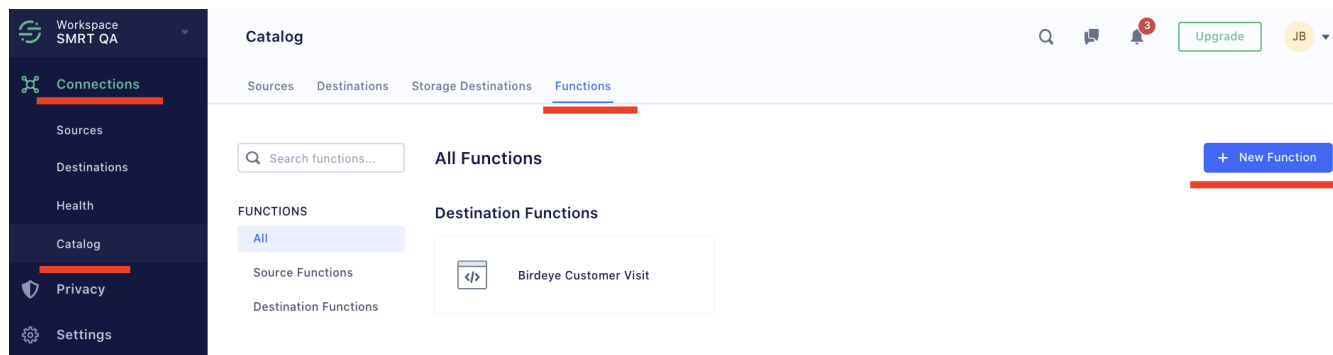 Workspace
SMRT QA
Connections
Sources
Destinations
Health
Catalog
Privacy
Settings
Catalog
3
Upgrade
JB
Sources Destinations Storage Destinations Functions
Search functions...
All Functions
+ New Function
FUNCTIONS
All
Source Functions
Destination Functions
Destination Functions
</> Birdeye Customer Visit